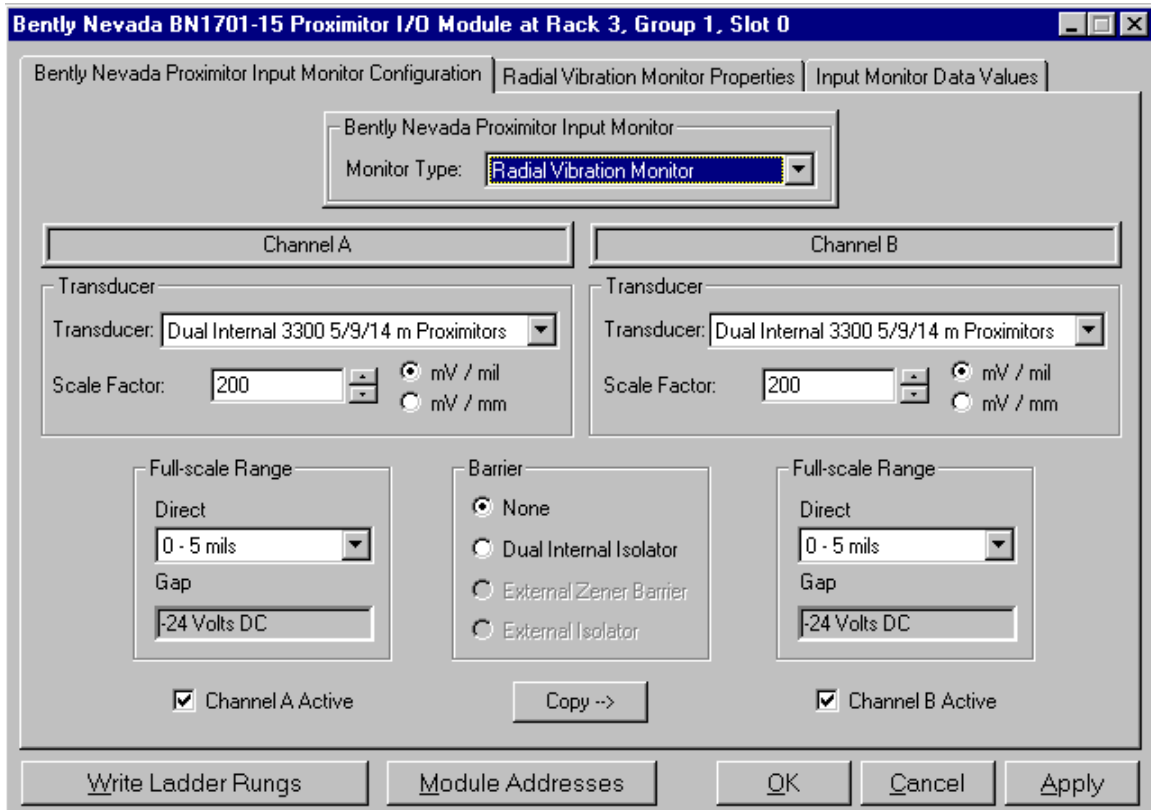 Bently Nevada BN1701-15 Proximitor I/O Module at Rack 3, Group 1, Slot 0
Bently Nevada Proximitor Input Monitor Configuration
Radial Vibration Monitor Properties
Input Monitor Data Values
Bently Nevada Proximitor Input Monitor
Monitor Type: Radial Vibration Monitor
Channel A
Channel B
Transducer
Transducer: Dual Internal 3300 5/9/14 m Proximitors
Scale Factor: 200
mV / mil
mV / mm
Transducer
Transducer: Dual Internal 3300 5/9/14 m Proximitors
Scale Factor: 200
mV / mil
mV / mm
Full-scale Range
Direct
0 - 5 mils
Gap
-24 Volts DC
Barrier
None
Dual Internal Isolator
External Zener Barrier
External Isolator
Full-scale Range
Direct
0 - 5 mils
Gap
-24 Volts DC
Channel A Active
Copy -->
Channel B Active
Write Ladder Rungs
Module Addresses
OK
Cancel
Apply